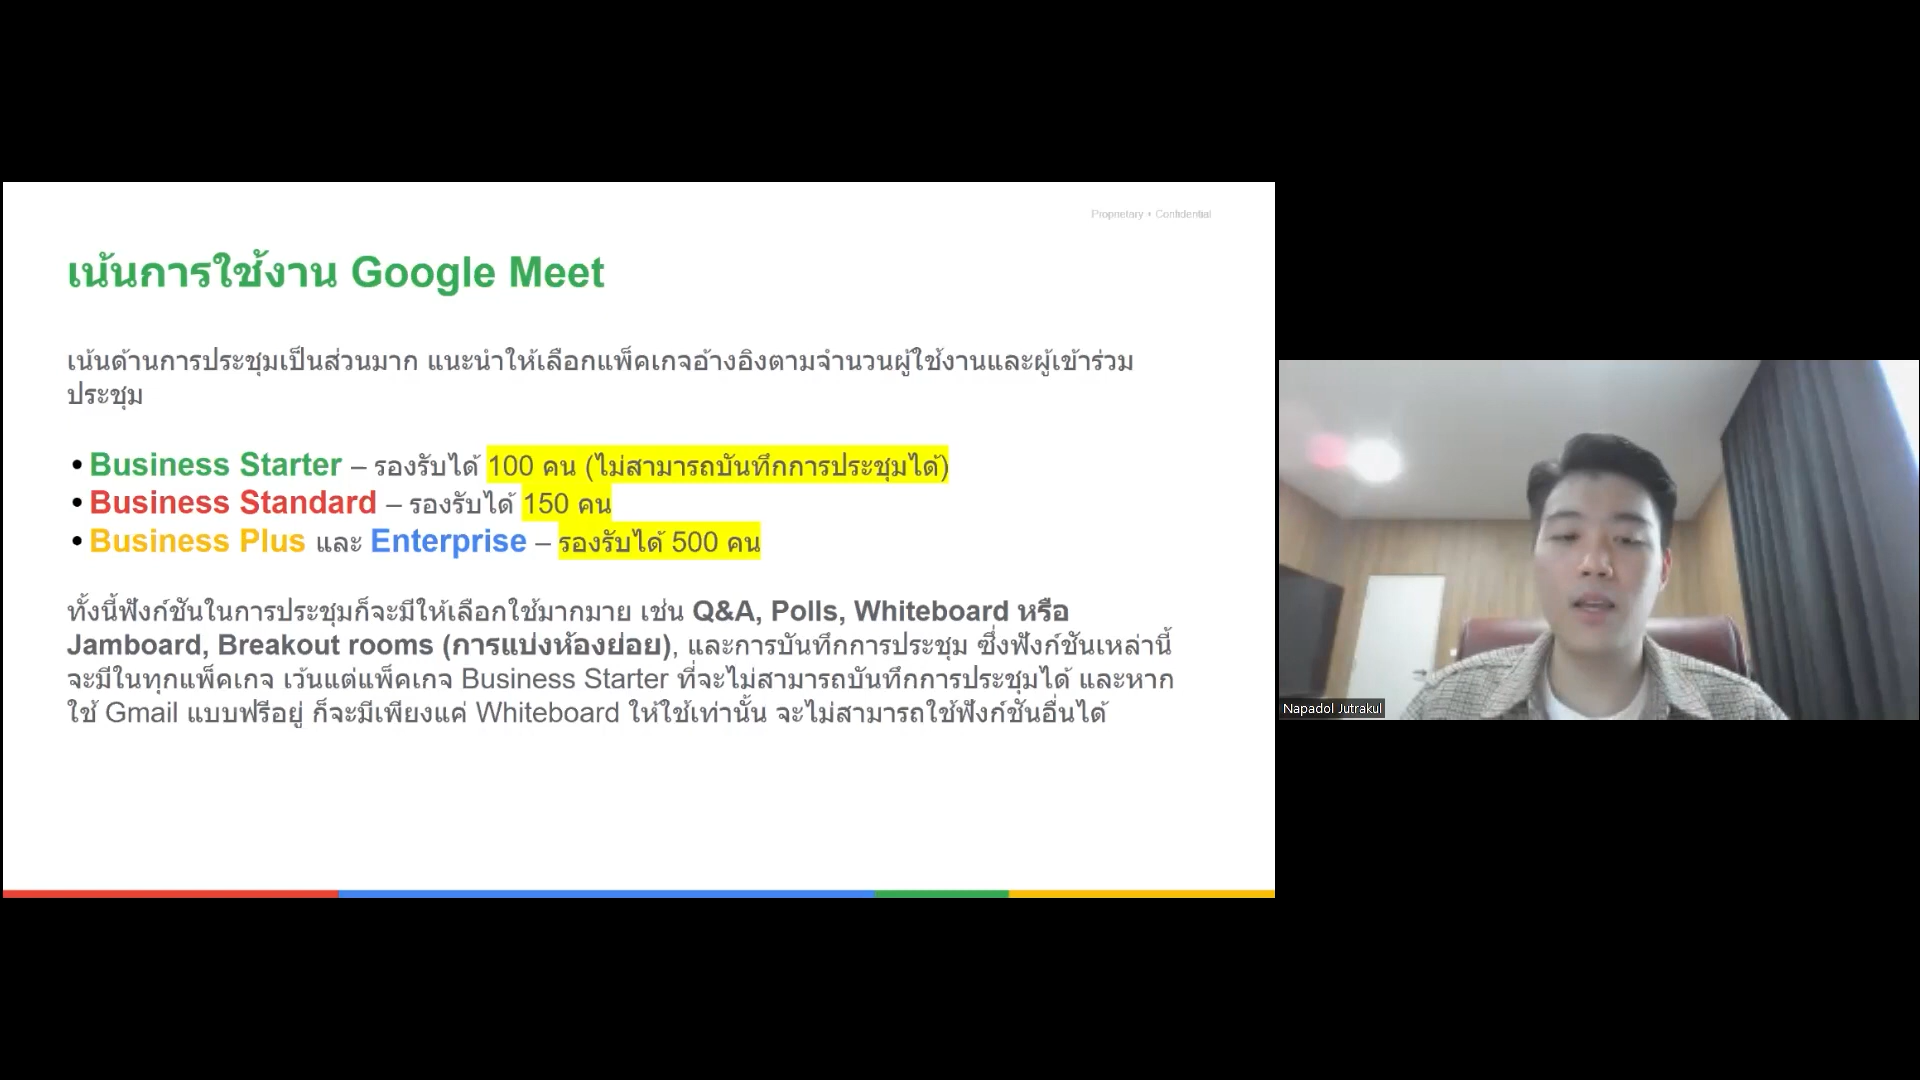 Proprietary + Confidential
เน้นการใช้งาน Google Meet
เน้นด้านการประชุมเป็นส่วนมาก แนะนำให้เลือกแพ็คเกจอ้างอิงตามจำนวนผู้ใช้งานและผู้เข้าร่วม
ประชุม
• Business Starter – รองรับได้ 100 คน (ไม่สามารถบันทึกการประชุมได้)
• Business Standard – รองรับได้ 150 คน
• Business Plus และ Enterprise – รองรับได้ 500 คน
ทั้งนี้ฟังก์ชันในการประชุมก็จะมีให้เลือกใช้มากมาย เช่น Q&A, Polls, Whiteboard หรือ
Jamboard, Breakout rooms (การแบ่งห้องย่อย), และการบันทึกการประชุม ซึ่งฟังก์ชันเหล่านี้
จะมีในทุกแพ็คเกจ เว้นแต่แพ็คเกจ Business Starter ที่จะไม่สามารถบันทึกการประชุมได้ และหาก
ใช้ Gmail แบบฟรีอยู่ ก็จะมีเพียงแค่ Whiteboard ให้ใช้เท่านั้น จะไม่สามารถใช้ฟังก์ชันอื่นได้
Napadol Jutrakul